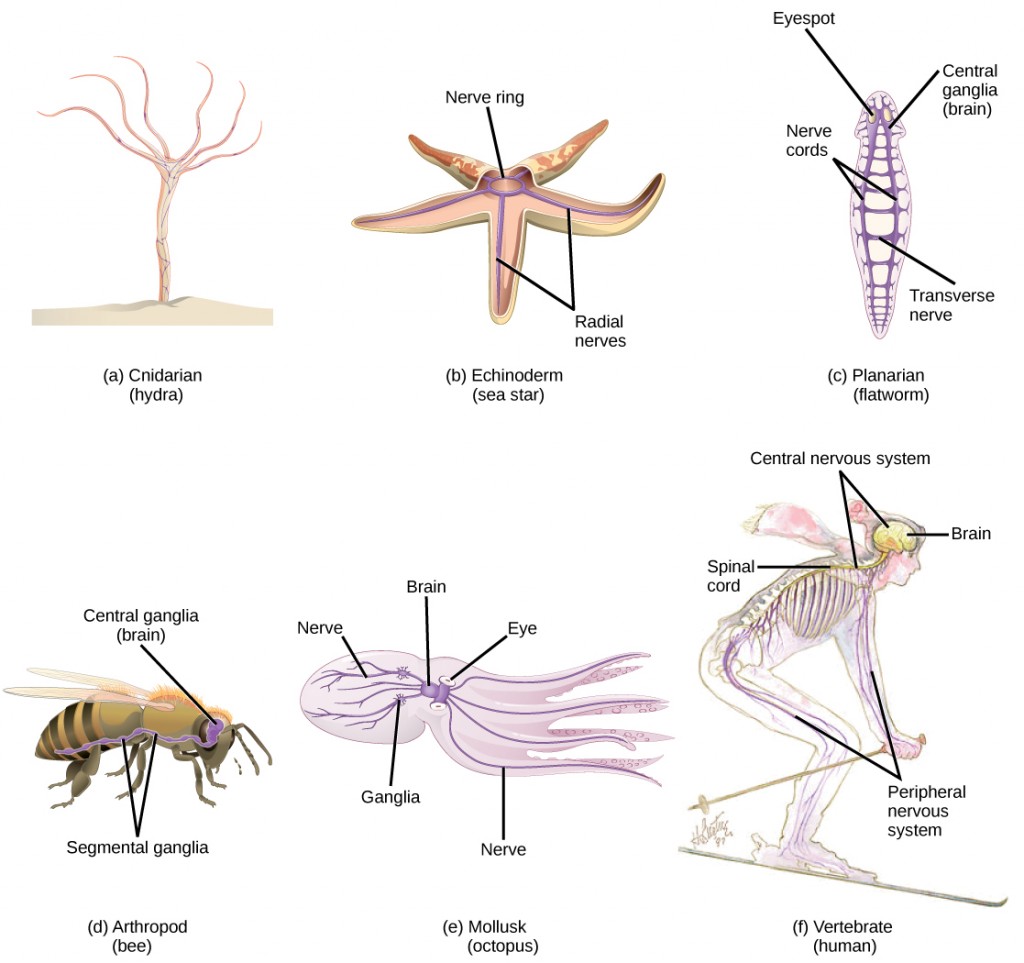 Eyespot
Central
ganglia
(brain)
Nerve
cords
Transverse
nerve
Nerve ring
Radial
nerves
(a) Cnidarian
(hydra)
(b) Echinoderm
(sea star)
(c) Planarian
(flatworm)
Central ganglia
(brain)
Segmental ganglia
Brain
Nerve
Eye
Ganglia
Nerve
Central nervous system
Brain
Spinal
cord
Peripheral
nervous
system
(d) Arthropod
(bee)
(e) Mollusk
(octopus)
(f) Vertebrate
(human)